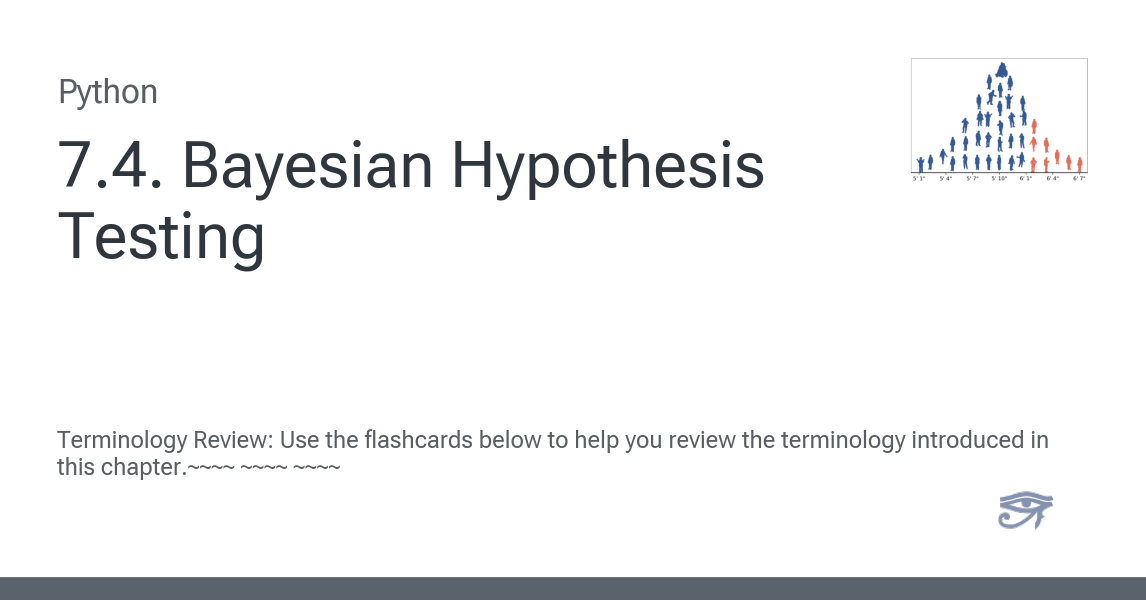 Python
7.4. Bayesian Hypothesis
Testing
5' 1" 5' 4" 5' 7" 5' 10" 6' 1" 6' 4" 6' 7"
Terminology Review: Use the flashcards below to help you review the terminology introduced in
this chapter.~~~~ ~~~~ ~~~~